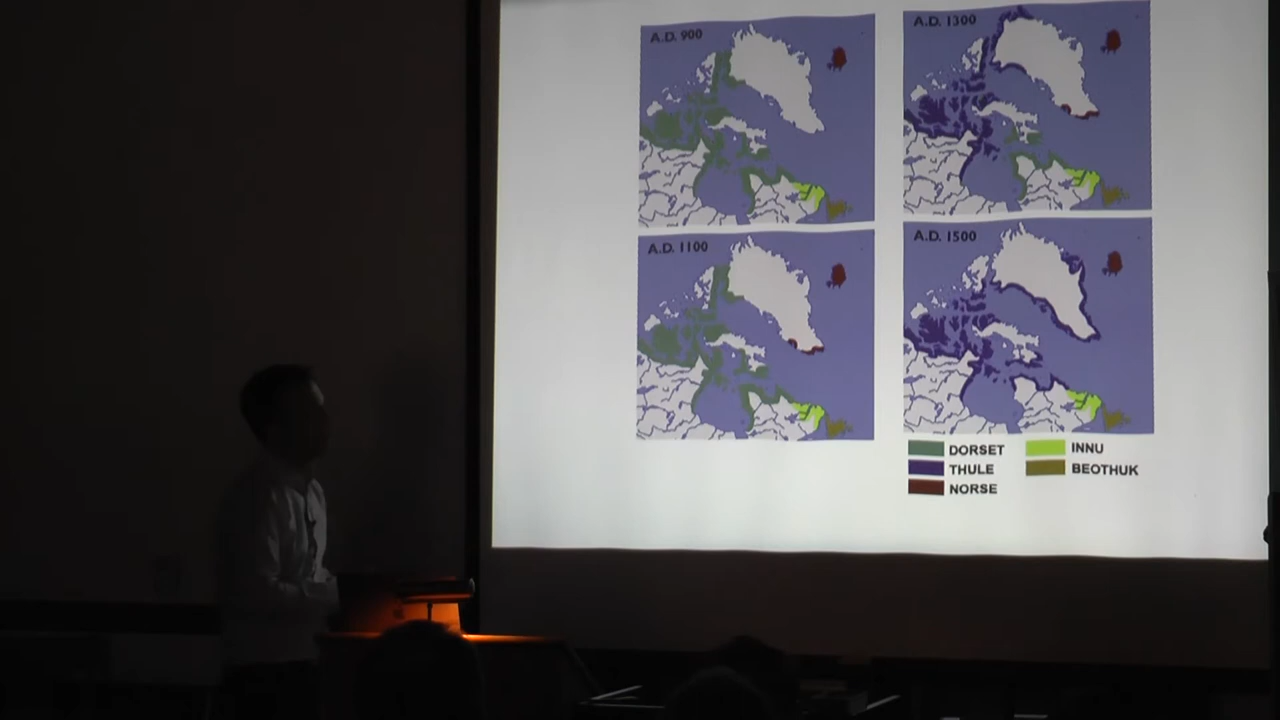 A.D. 900
A.D. 1300
A.D. 1100
A.D. 1500
DORSET
THULE
NORSE
INNU
BEOTHUK